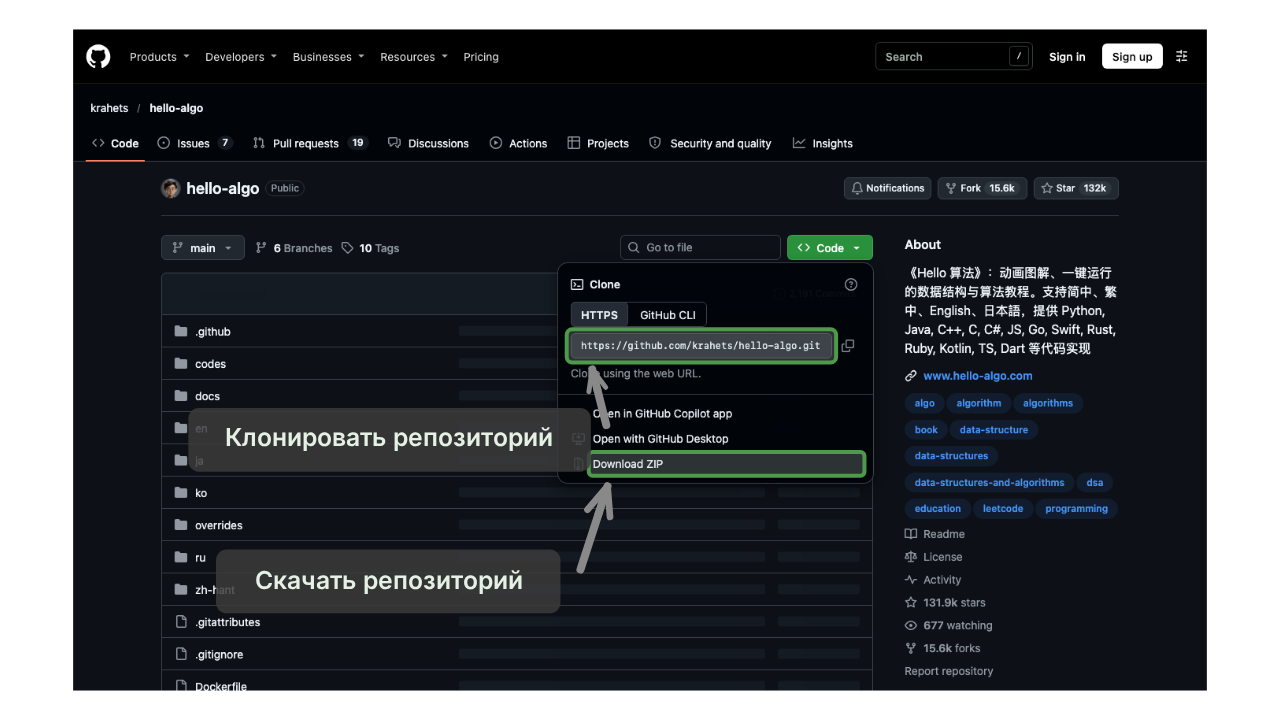 Products Developers Businesses Resources Pricing Search / Sign in Sign up
krahets / hello-algo
Code Issues 7 Pull requests 19 Discussions Actions Projects Security and quality Insights
hello-algo Public Notifications Fork 15.6k Star 132k
main 6 Branches 10 Tags Go to file Code
Clone
HTTPS GitHub CLI
https://github.com/krahets/hello-algo.git
Clone using the web URL.
Open in GitHub Copilot app
Open with GitHub Desktop
Download ZIP
.github
codes
docs
en
ja
ko
overrides
ru
zh-hant
.gitattributes
.gitignore
Dockerfile
Клонировать репозиторий
Скачать репозиторий
About
《Hello 算法》：动画图解、一键运行
的数据结构与算法教程。支持简中、繁
中、English、日本語，提供 Python,
Java, C++, C, C#, JS, Go, Swift, Rust,
Ruby, Kotlin, TS, Dart 等代码实现
www.hello-algo.com
algo algorithm algorithms
book data-structure
data-structures
data-structures-and-algorithms dsa
education leetcode programming
Readme
License
Activity
131.9k stars
677 watching
15.6k forks
Report repository